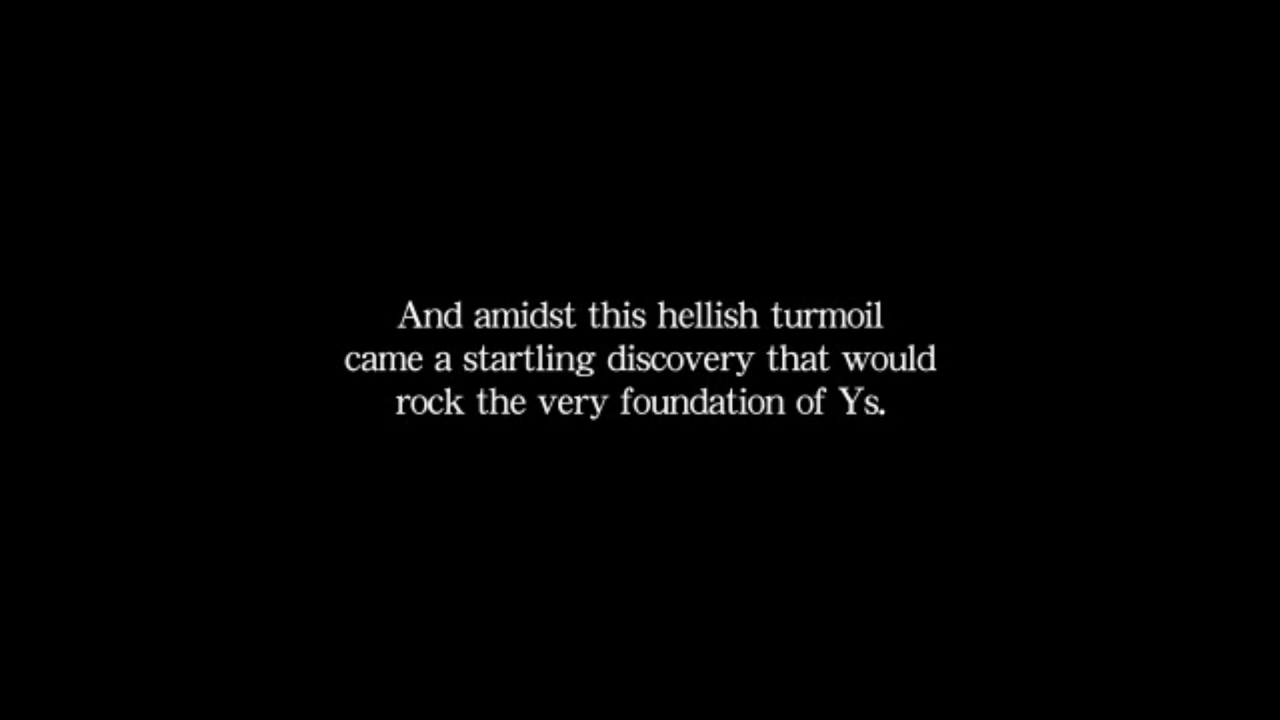 And amidst this hellish turmoil
came a startling discovery that would
rock the very foundation of Ys.